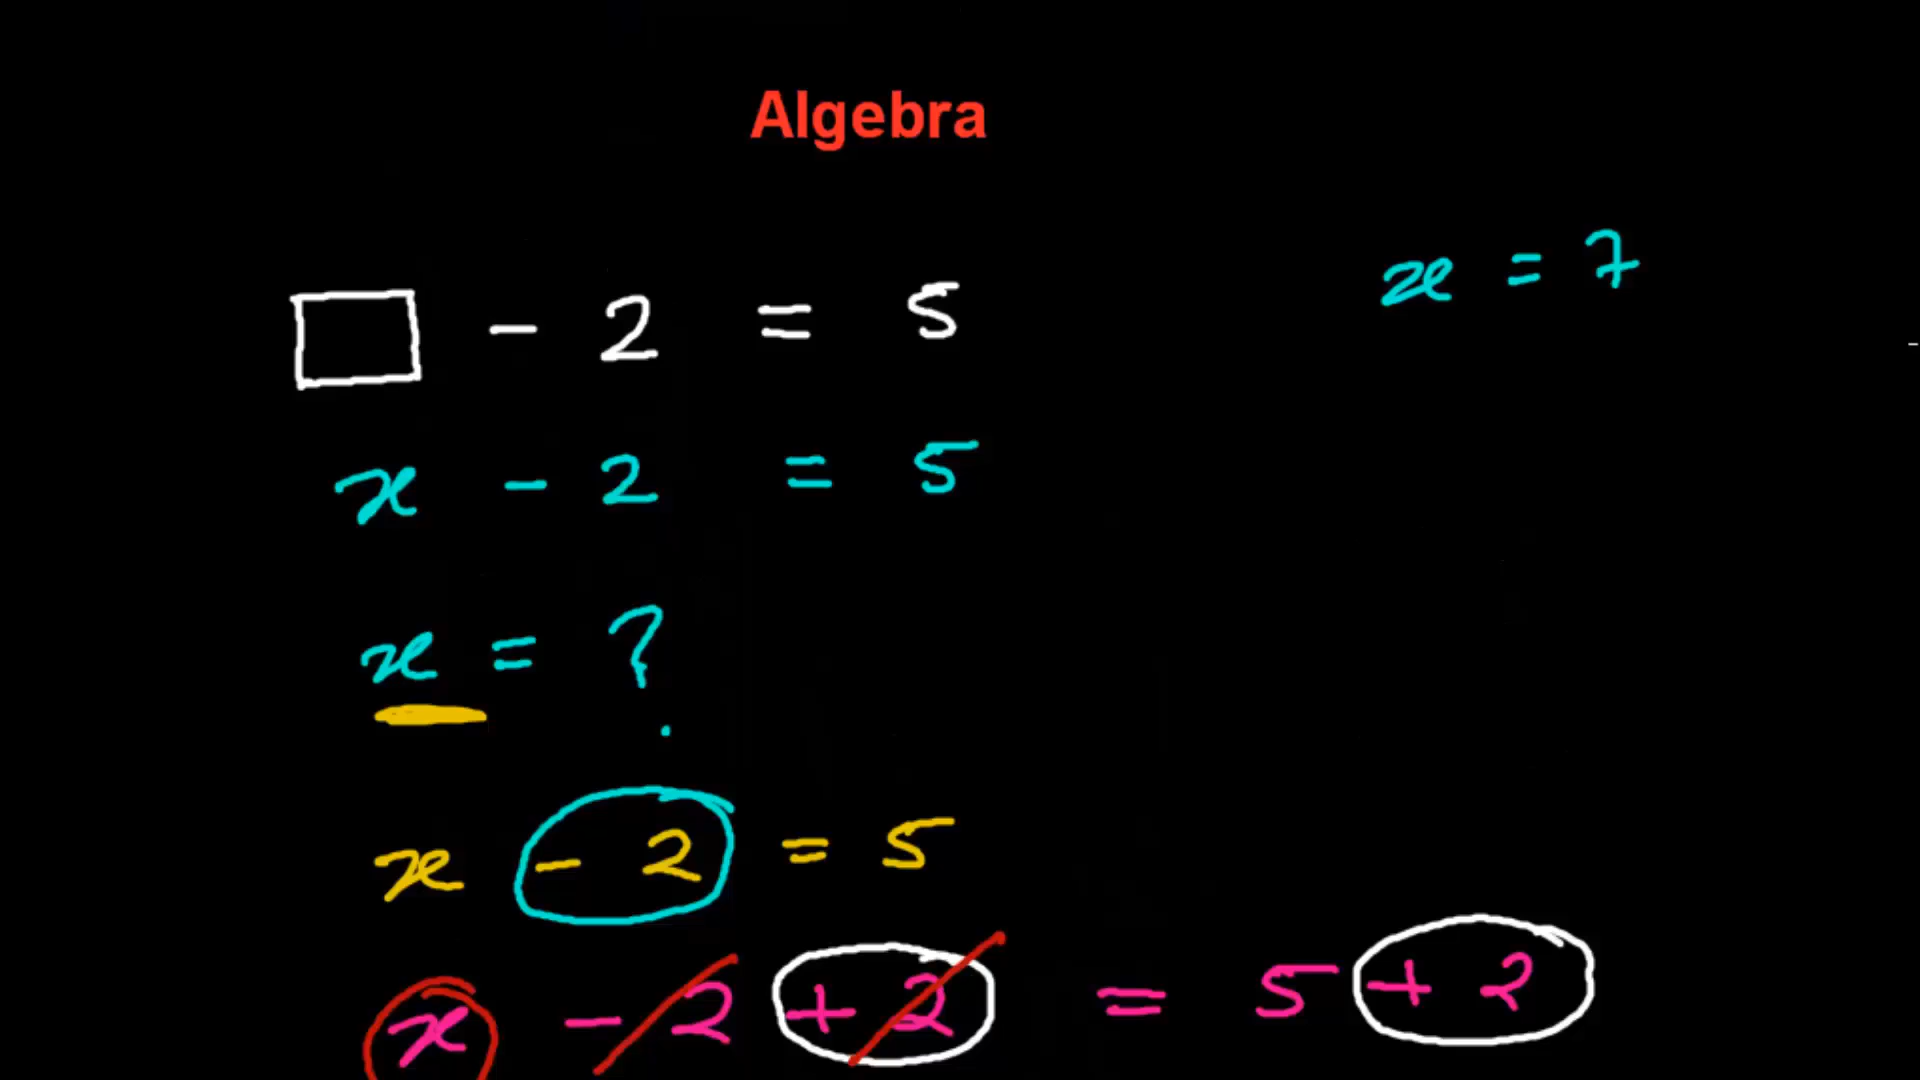 Algebra
□ - 2 = 5
x = 7
x - 2 = 5
x = ?
x - 2 = 5
x - 2 + 2 = 5 + 2